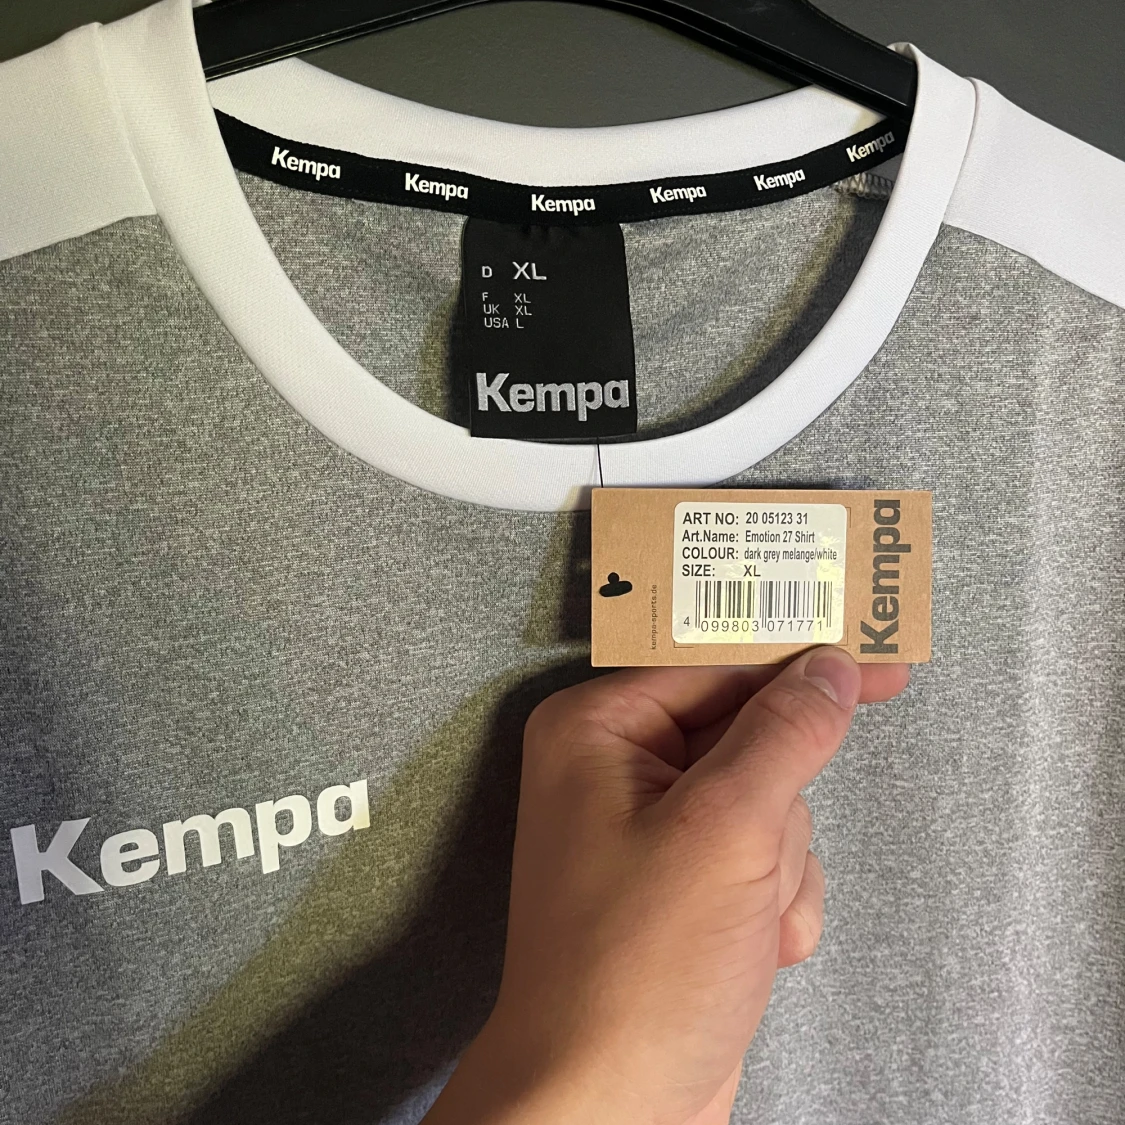 Kempa
Kempa
Kempa
Kempa
Kempa
Kempa
D XL
F XL
UK XL
USA L
Kempa
ART NO: 20 05123 31
Art.Name: Emotion 27 Shirt
COLOUR: dark grey melange/white
SIZE: XL
4 099803 071771
kempa-sports.de
Kempa
Kempa